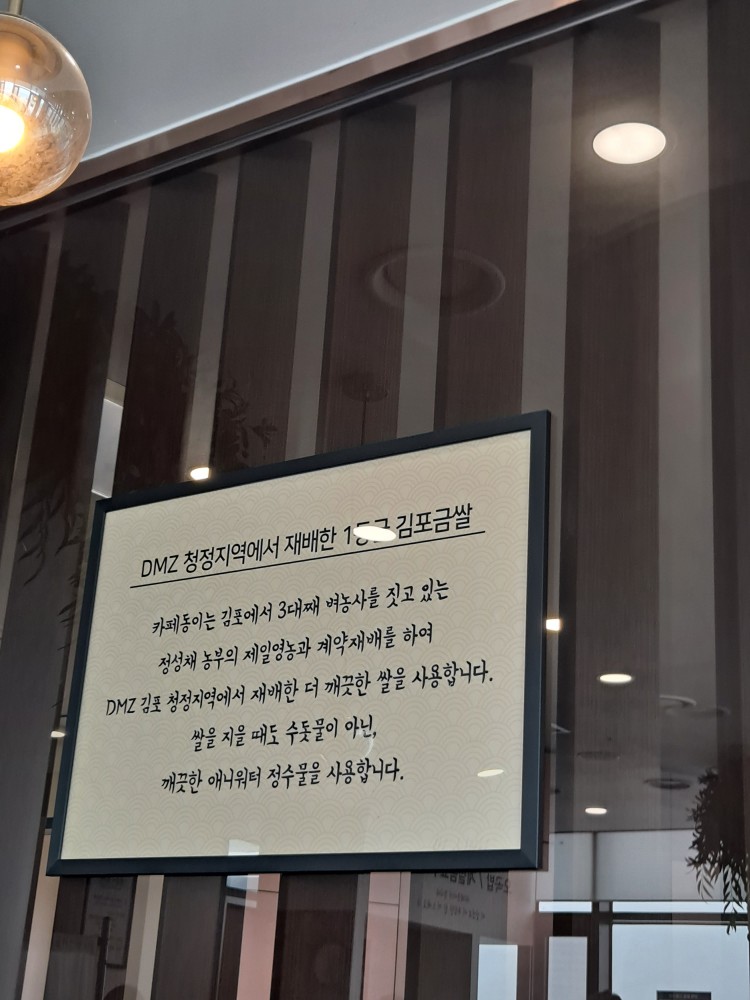 DMZ 청정지역에서 재배한 1등급 김포금쌀
카페동이는 김포에서 3대째 벼농사를 짓고 있는
정성채 농부의 제일영농과 계약재배를 하여
DMZ 김포 청정지역에서 재배한 더 깨끗한 쌀을 사용합니다.
쌀을 지을 때도 수돗물이 아닌,
깨끗한 애니워터 정수물을 사용합니다.